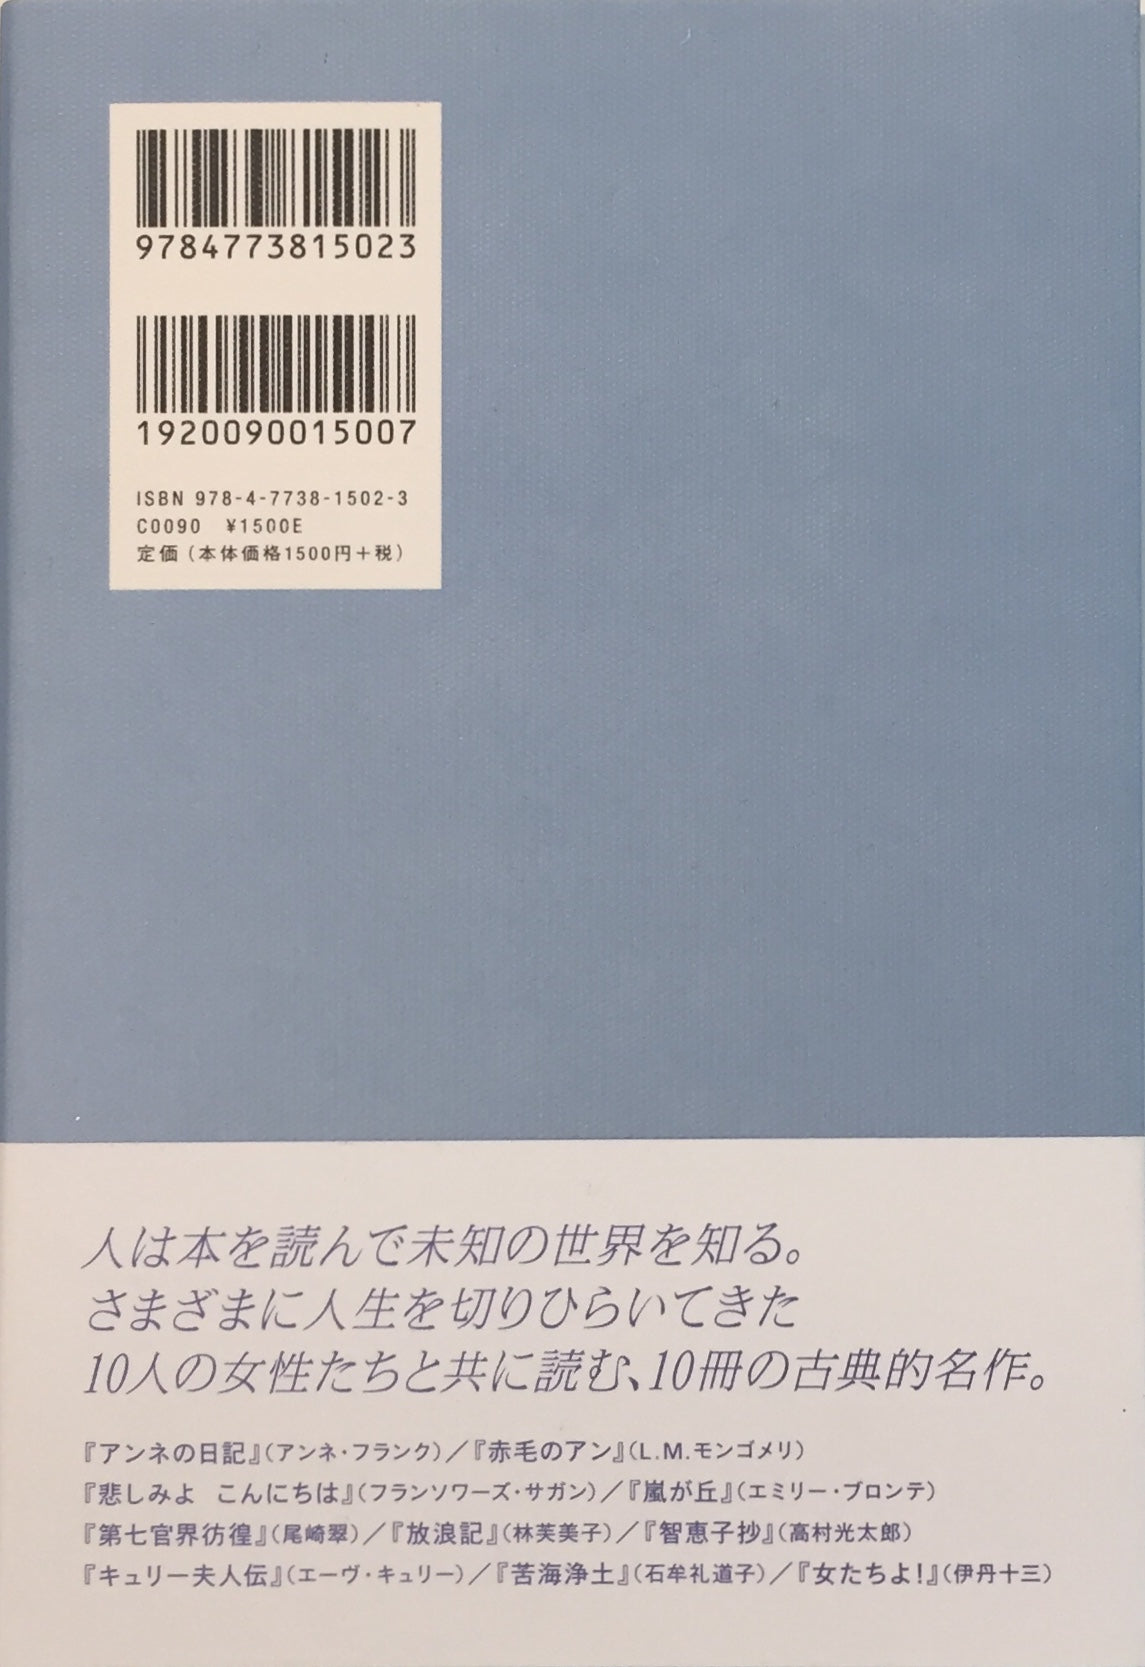 9784773815023
1920090015007
ISBN 978-4-7738-1502-3
C0090 ¥1500E
定価（本体価格1500円＋税）
人は本を読んで未知の世界を知る。
さまざまに人生を切りひらいてきた
10人の女性たちと共に読む、10冊の古典的名作。
『アンネの日記』（アンネ・フランク）／『赤毛のアン』（L.M.モンゴメリ）
『悲しみよ こんにちは』（フランソワーズ・サガン）／『嵐が丘』（エミリー・ブロンテ）
『第七官界彷徨』（尾崎翠）／『放浪記』（林芙美子）／『智恵子抄』（高村光太郎）
『キュリー夫人伝』（エーヴ・キュリー）／『苦海浄土』（石牟礼道子）／『女たちよ！』（伊丹十三）